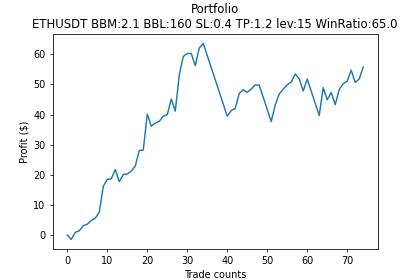 Portfolio
ETHUSDT BBM:2.1 BBL:160 SL:0.4 TP:1.2 lev:15 WinRatio:65.0
60
50
40
30
20
10
0
Profit ($)
0 10 20 30 40 50 60 70
Trade counts